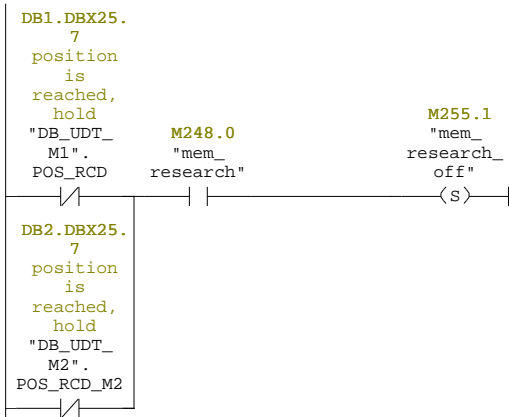 DB1.DBX25.
7
position
is
reached,
hold
"DB_UDT_
M1".
POS_RCD
M248.0
"mem_
research"
M255.1
"mem_
research_
off"
S
DB2.DBX25.
7
position
is
reached,
hold
"DB_UDT_
M2".
POS_RCD_M2